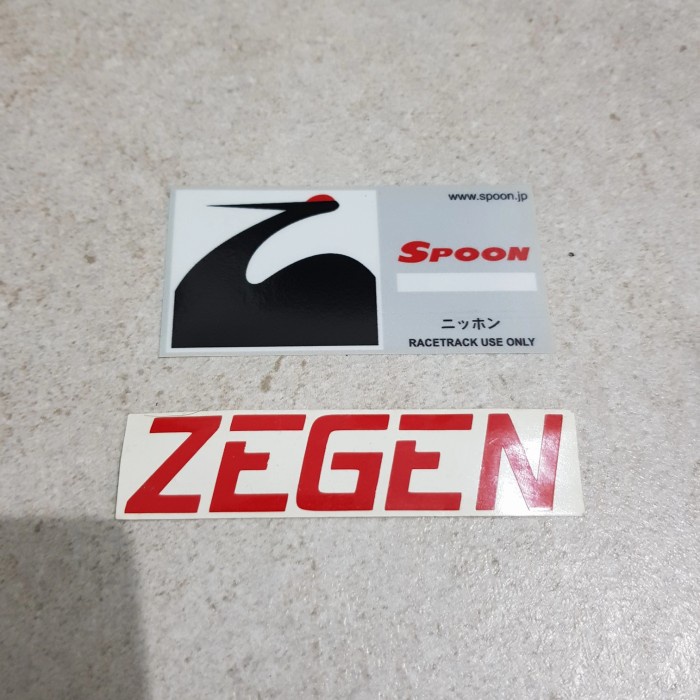 www.spoon.jp
SPOON
ニッホン
RACETRACK USE ONLY
ZEGEN